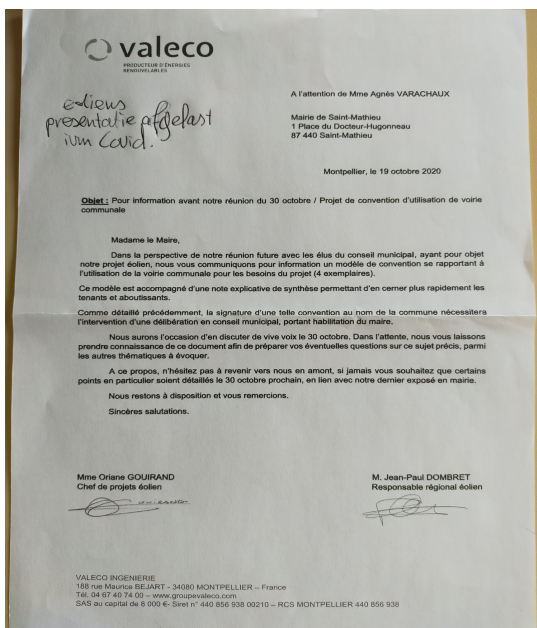 valeco
PRODUCTEUR D'ÉNERGIES
RENOUVELABLES
eoliens
presentatie afgelast
ivm Covid.
A l'attention de Mme Agnès VARACHAUX
Mairie de Saint-Mathieu
1 Place du Docteur-Hugonneau
87 440 Saint-Mathieu
Montpellier, le 19 octobre 2020
Objet : Pour information avant notre réunion du 30 octobre / Projet de convention d'utilisation de voirie
communale
Madame le Maire,
Dans la perspective de notre réunion future avec les élus du conseil municipal, ayant pour objet
notre projet éolien, nous vous communiquons pour information un modèle de convention se rapportant à
l'utilisation de la voirie communale pour les besoins du projet (4 exemplaires).
Ce modèle est accompagné d'une note explicative de synthèse permettant d'en cerner plus rapidement les
tenants et aboutissants.
Comme détaillé précédemment, la signature d'une telle convention au nom de la commune nécessitera
l'intervention d'une délibération en conseil municipal, portant habilitation du maire.
Nous aurons l'occasion d'en discuter de vive voix le 30 octobre. Dans l'attente, nous vous laissons
prendre connaissance de ce document afin de préparer vos éventuelles questions sur ce sujet précis, parmi
les autres thématiques à évoquer.
A ce propos, n'hésitez pas à revenir vers nous en amont, si jamais vous souhaitez que certains
points en particulier soient détaillés le 30 octobre prochain, en lien avec notre dernier exposé en mairie.
Nous restons à disposition et vous remercions.
Sincères salutations.
Mme Oriane GOUIRAND
Chef de projets éolien
M. Jean-Paul DOMBRET
Responsable régional éolien
VALECO INGENIERIE
188 rue Maurice BEJART - 34080 MONTPELLIER – France
Tél. 04 67 40 74 00 – www.groupevaleco.com
SAS au capital de 8 000 €- Siret n° 440 856 938 00210 – RCS MONTPELLIER 440 856 938